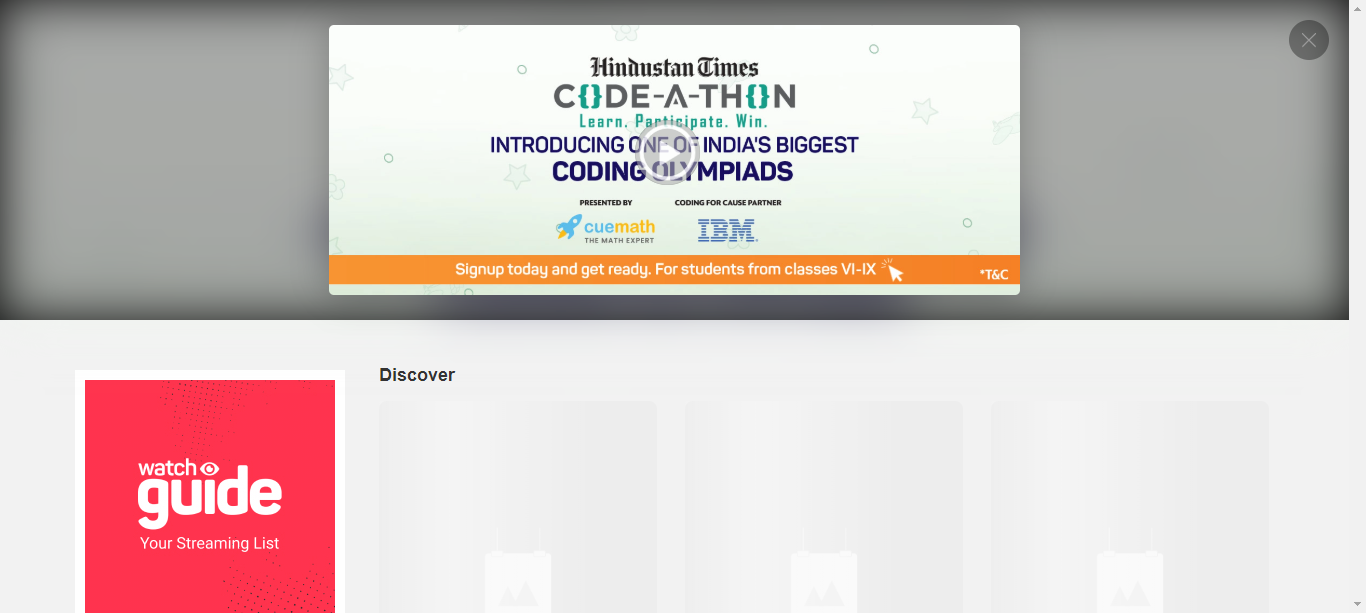 Hindustan Times
C{}DE-A-TH{}N
Learn. Participate. Win.
INTRODUCING ONE OF INDIA'S BIGGEST
CODING OLYMPIADS
PRESENTED BY
CODING FOR CAUSE PARTNER
cuemath
THE MATH EXPERT
IBM.
Signup today and get ready. For students from classes VI-IX
*T&C
Discover
watch
guide
Your Streaming List